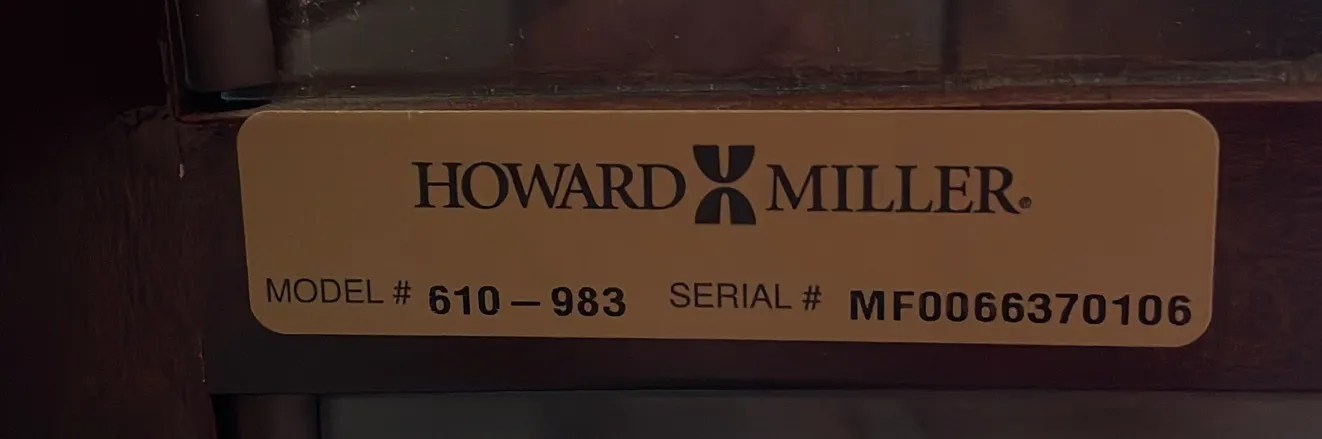 HOWARD MILLER®
MODEL # 610-983 SERIAL # MF0066370106